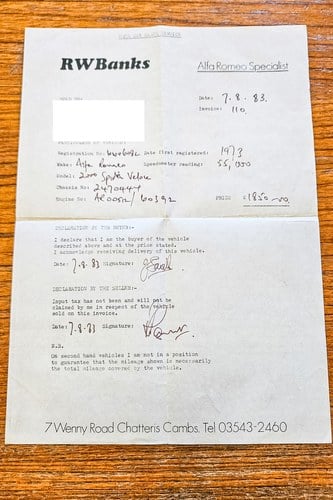 USED CAR SALES INVOICE
RWBanks
Alfa Romeo Specialist
Date: 7.8.83.
Invoice: 110.
Registration No. Date first registered: 1973
Make: Alfa Romeo Speedometer reading: 55,000
Model: 2000 Spider Veloce
Chassis No: 2470447
Engine No: AR00512/60392 PRICE £1850-00.
DECLARATION BY THE BUYER:-
I declare that I am the buyer of the vehicle
described above and at the price stated.
I acknowledge receiving delivery of this vehicle.
Date: 7.8.83 Signature:
DECLARATION BY THE SELLER:-
Input tax has not been and will not be
claimed by me in respect of the vehicle
sold on this invoice.
Date: 7.8.83 Signature:
N.B.
On second hand vehicles I am not in a position
to guarantee that the mileage shown is necessarily
the total mileage covered by the vehicle.
7 Wenny Road Chatteris Cambs. Tel 03543-2460